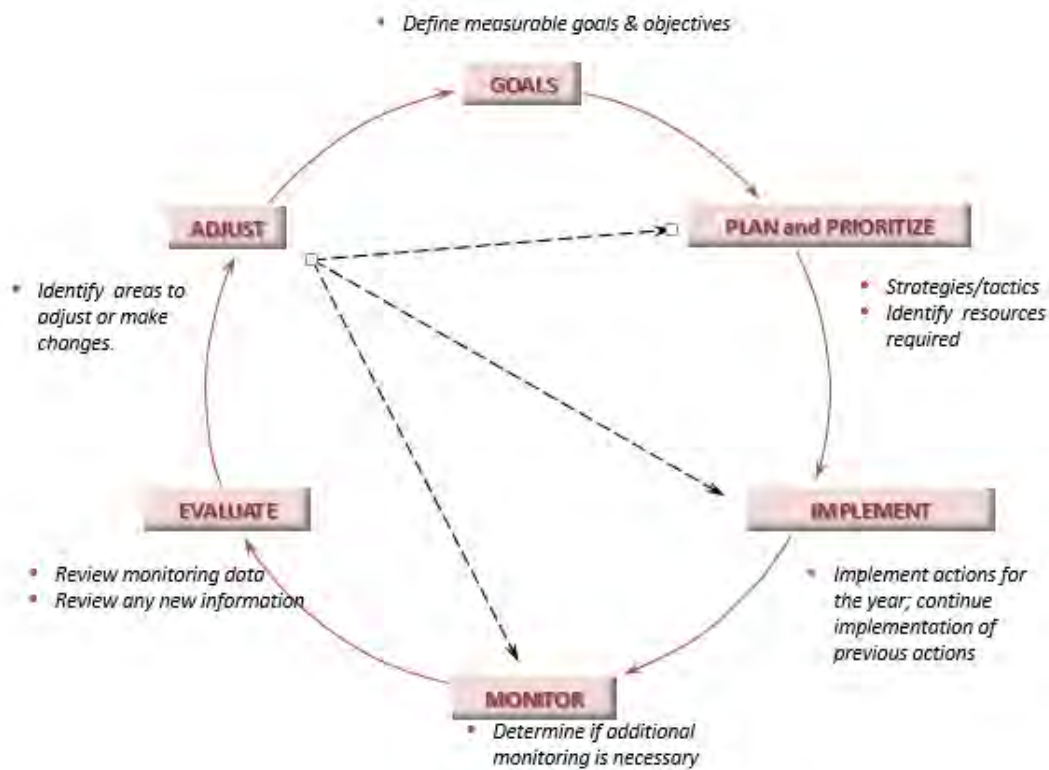 • Define measurable goals & objectives
GOALS
ADJUST
PLAN and PRIORITIZE
• Identify areas to
adjust or make
changes.
• Strategies/tactics
• Identify resources
required
EVALUATE
IMPLEMENT
• Review monitoring data
• Review any new information
• Implement actions for
the year; continue
implementation of
previous actions
MONITOR
• Determine if additional
monitoring is necessary